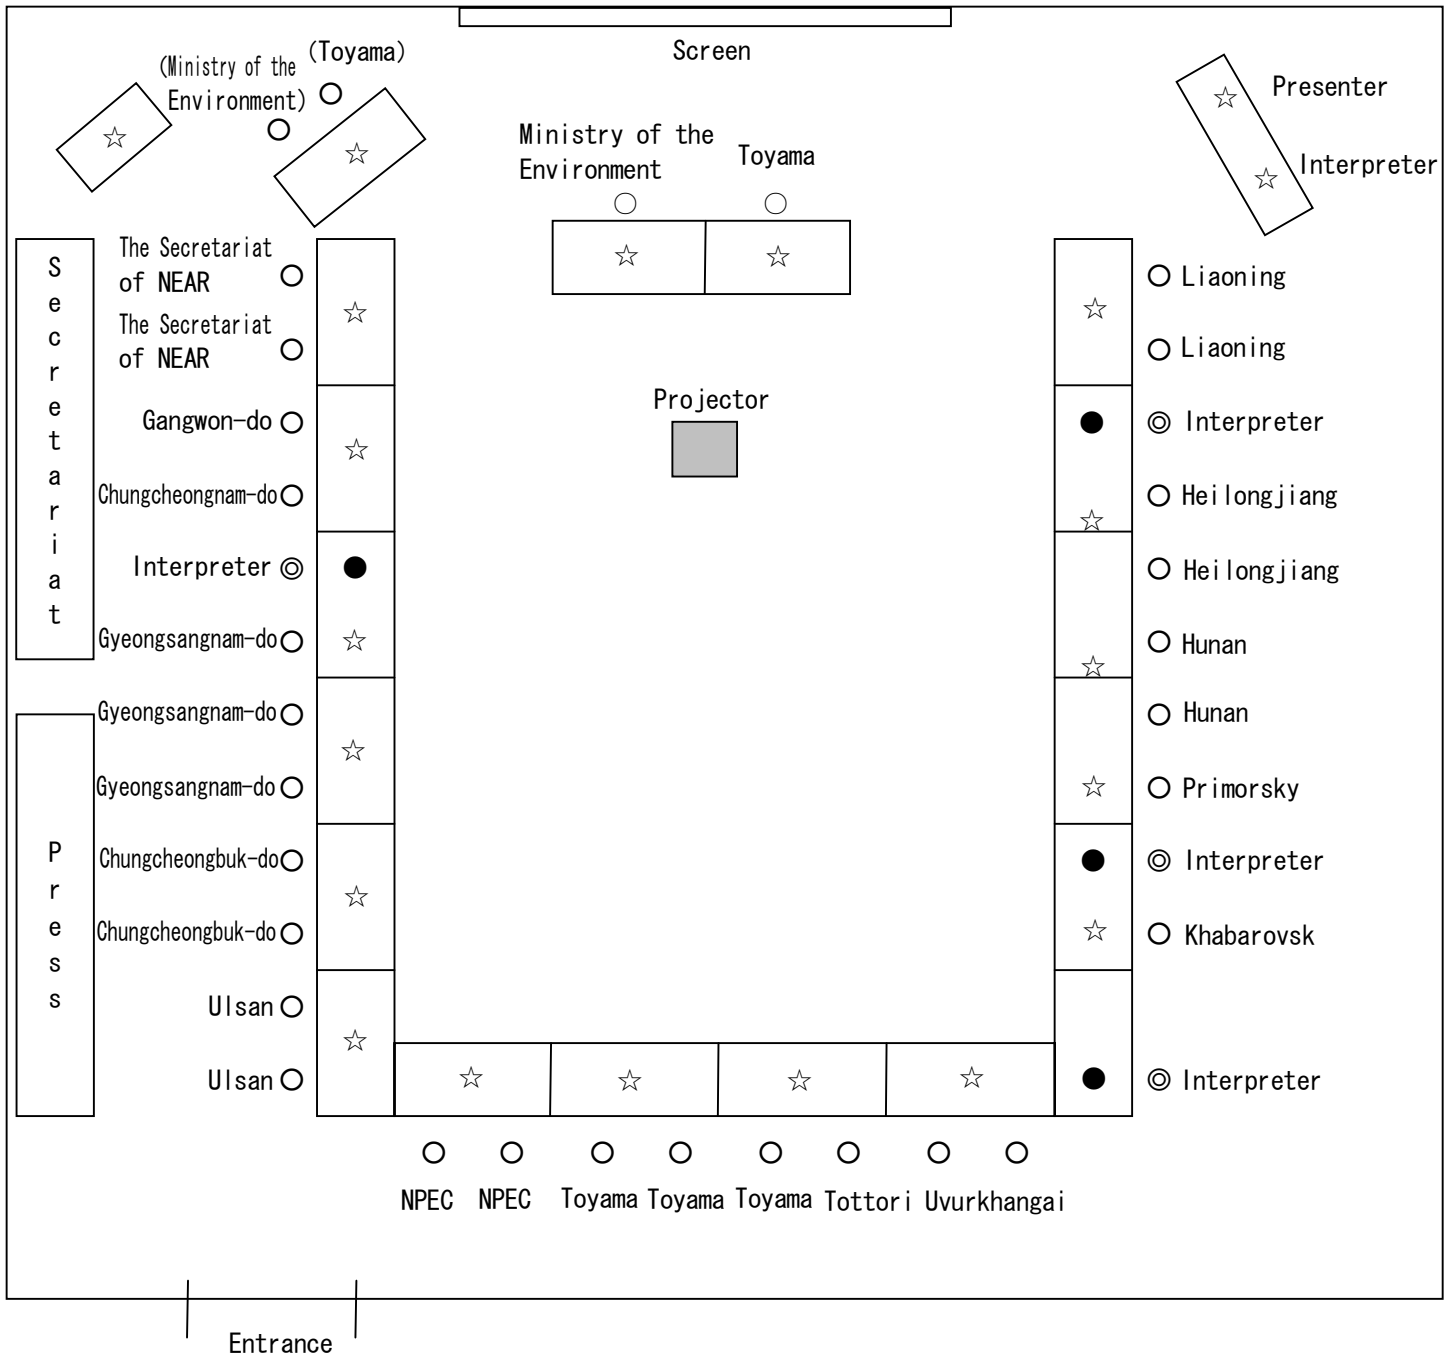 Screen
(Toyama)
(Ministry of the
Environment)
Presenter
Interpreter
Ministry of the
Environment
Toyama
Secretariat
The Secretariat
of NEAR
The Secretariat
of NEAR
Gangwon-do
Chungcheongnam-do
Interpreter
Gyeongsangnam-do
Gyeongsangnam-do
Gyeongsangnam-do
Chungcheongbuk-do
Chungcheongbuk-do
Ulsan
Ulsan
Press
Projector
Liaoning
Liaoning
Interpreter
Heilongjiang
Heilongjiang
Hunan
Hunan
Primorsky
Interpreter
Khabarovsk
Interpreter
NPEC NPEC Toyama Toyama Toyama Tottori Uvurkhangai
Entrance